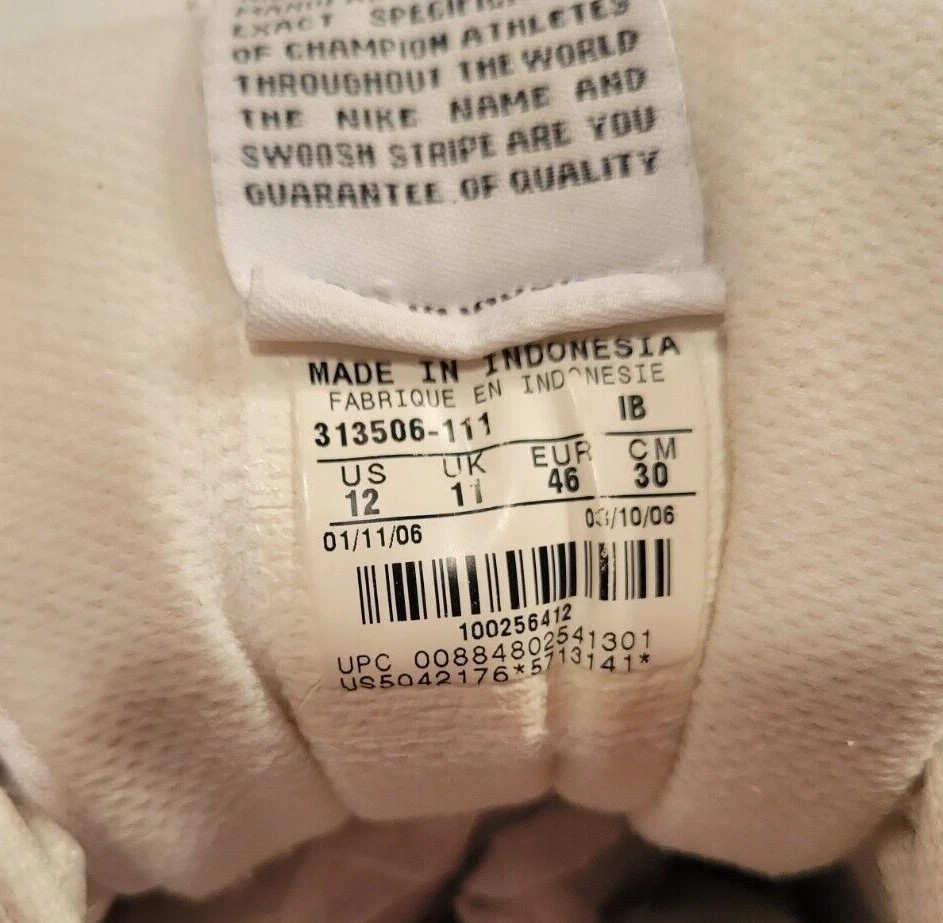 EXACT
OF CHAMPION ATHLETES
THROUGHOUT THE WORLD
THE NIKE NAME AND
SWOOSH STRIPE ARE YOU
GUARANTEE OF QUALITY
MADE IN INDONESIA
FABRIQUE EN INDONESIE
313506-111 IB
US UK EUR CM
12 11 46 30
01/11/06 03/10/06
100256412
UPC 00884802541301
US5042176*5713141*